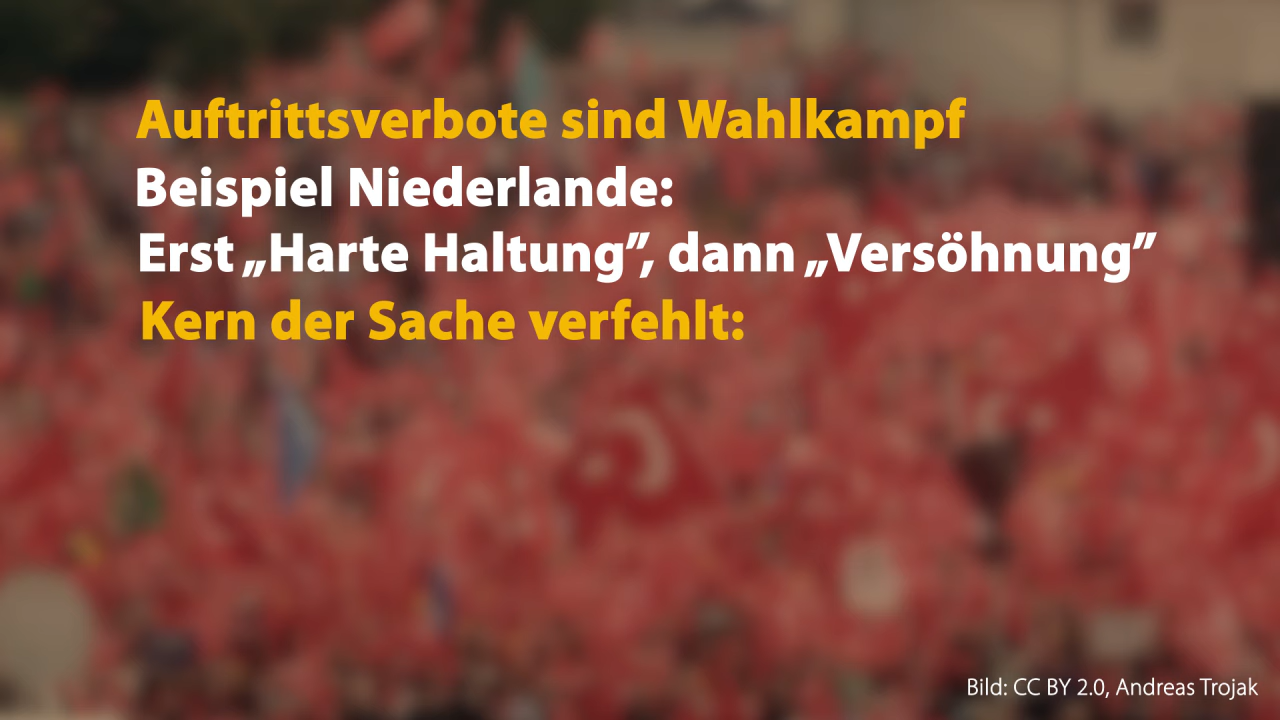 Auftrittsverbote sind Wahlkampf
Beispiel Niederlande:
Erst „Harte Haltung”, dann „Versöhnung”
Kern der Sache verfehlt:
Bild: CC BY 2.0, Andreas Trojak